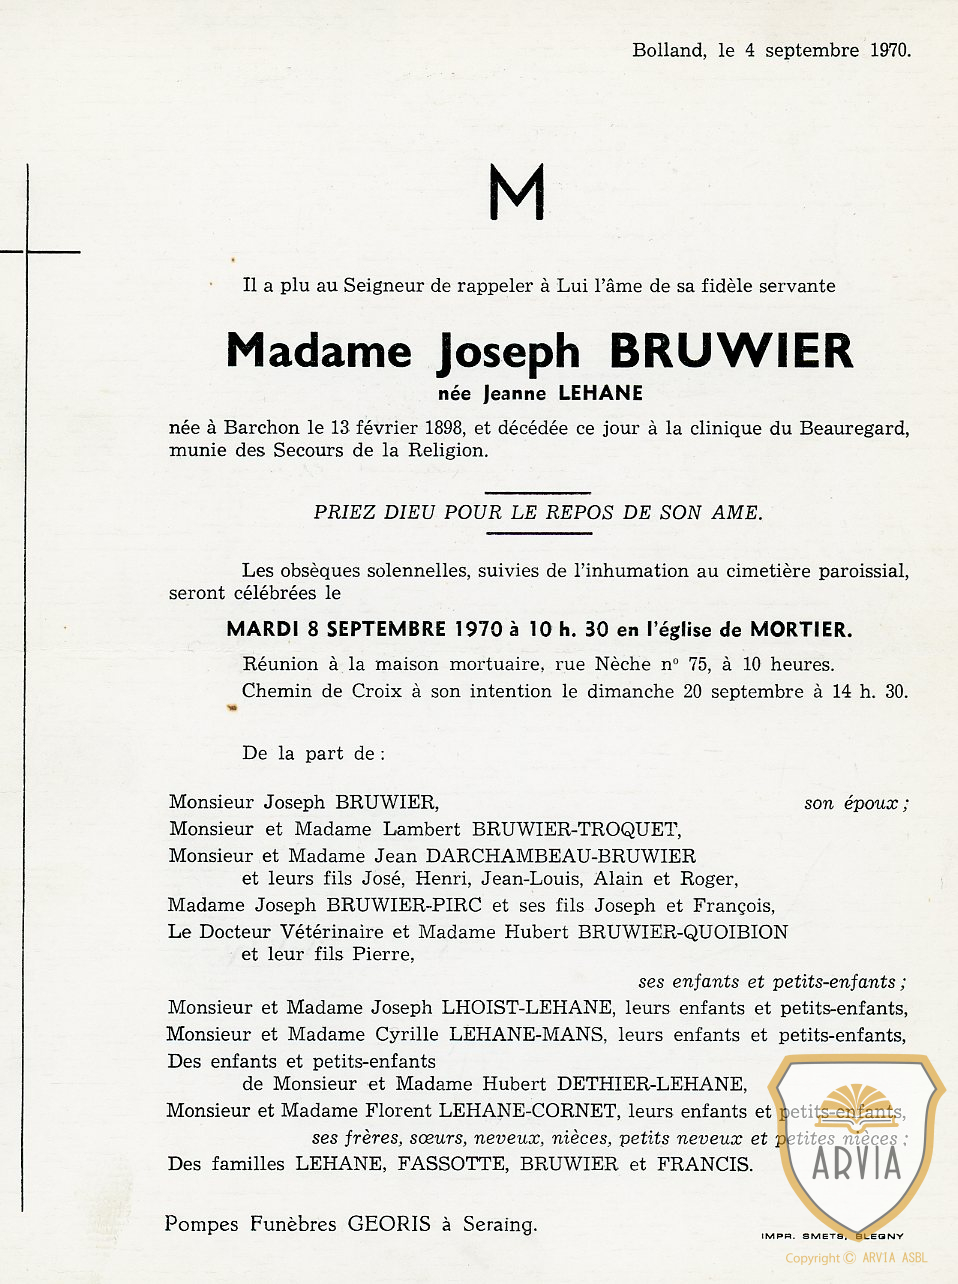 Bolland, le 4 septembre 1970.
M
Il a plu au Seigneur de rappeler à Lui l'âme de sa fidèle servante
Madame Joseph BRUWIER
née Jeanne LEHANE
née à Barchon le 13 février 1898, et décédée ce jour à la clinique du Beauregard,
munie des Secours de la Religion.
PRIEZ DIEU POUR LE REPOS DE SON AME.
Les obsèques solennelles, suivies de l'inhumation au cimetière paroissial,
seront célébrées le
MARDI 8 SEPTEMBRE 1970 à 10 h. 30 en l'église de MORTIER.
Réunion à la maison mortuaire, rue Nèche nº 75, à 10 heures.
Chemin de Croix à son intention le dimanche 20 septembre à 14 h. 30.
De la part de :
Monsieur Joseph BRUWIER, son époux ;
Monsieur et Madame Lambert BRUWIER-TROQUET,
Monsieur et Madame Jean DARCHAMBEAU-BRUWIER
et leurs fils José, Henri, Jean-Louis, Alain et Roger,
Madame Joseph BRUWIER-PIRC et ses fils Joseph et François,
Le Docteur Vétérinaire et Madame Hubert BRUWIER-QUOIBION
et leur fils Pierre,
ses enfants et petits-enfants ;
Monsieur et Madame Joseph LHOIST-LEHANE, leurs enfants et petits-enfants,
Monsieur et Madame Cyrille LEHANE-MANS, leurs enfants et petits-enfants,
Des enfants et petits-enfants
de Monsieur et Madame Hubert DETHIER-LEHANE,
Monsieur et Madame Florent LEHANE-CORNET, leurs enfants et petits-enfants,
ses frères, sœurs, neveux, nièces, petits neveux et petites nièces ;
Des familles LEHANE, FASSOTTE, BRUWIER et FRANCIS.
ARVIA
Pompes Funèbres GEORIS à Seraing.
IMPR. SMETS, BLEGNY
Copyright © ARVIA ASBL